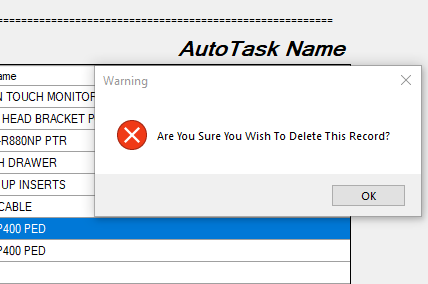 AutoTask Name
ame
N TOUCH MONITOR
HEAD BRACKET P
-R880NP PTR
H DRAWER
UP INSERTS
CABLE
P400 PED
P400 PED
Warning
Are You Sure You Wish To Delete This Record?
OK